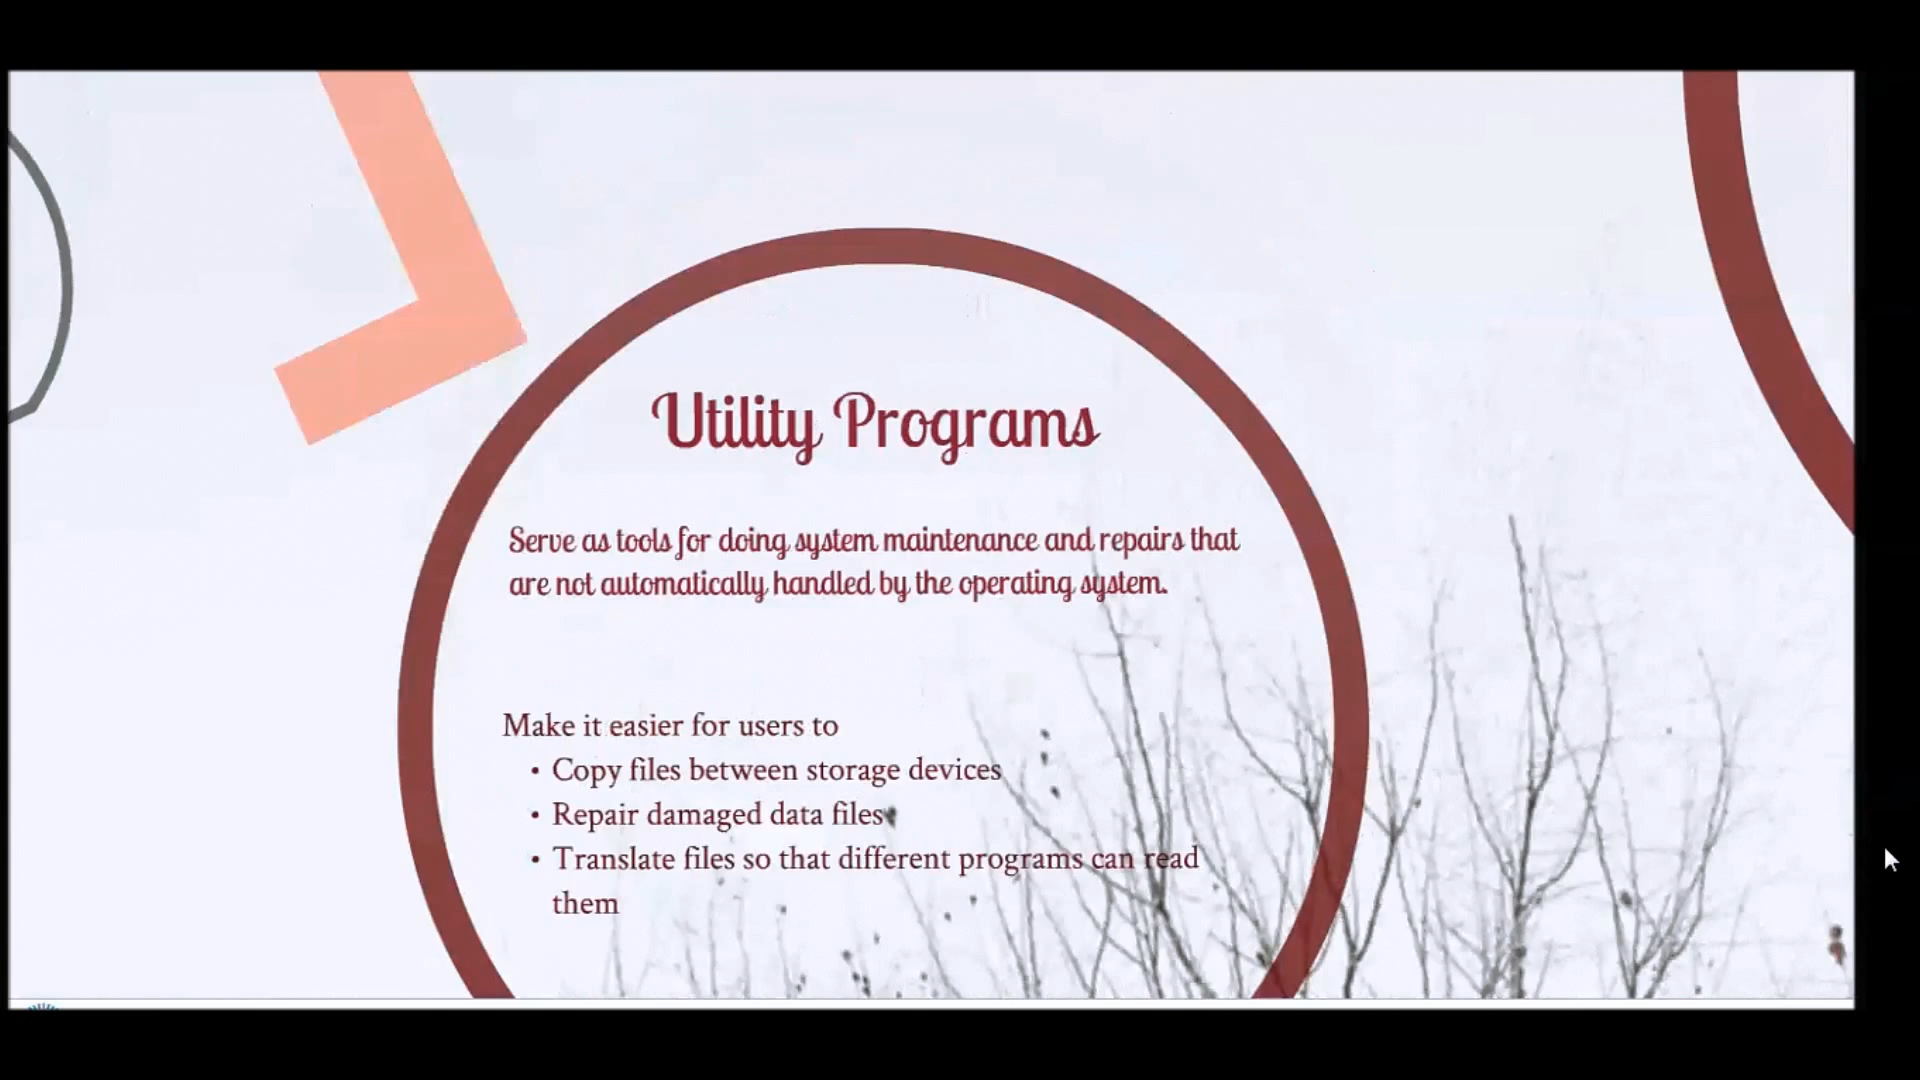 Utility Programs
Serve as tools for doing system maintenance and repairs that
are not automatically handled by the operating system.
Make it easier for users to
• Copy files between storage devices
• Repair damaged data files
• Translate files so that different programs can read
them